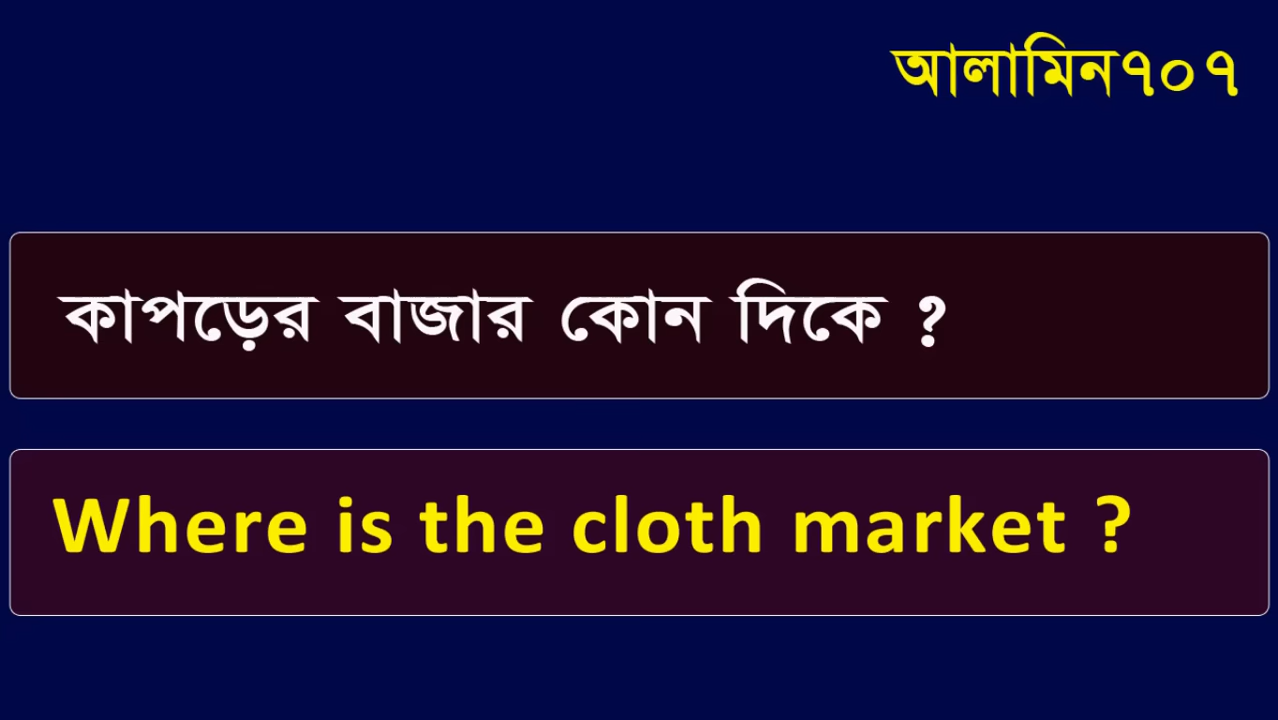 আলামিন৭০৭
কাপড়ের বাজার কোন দিকে ?
Where is the cloth market ?